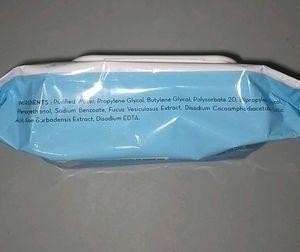 INGREDIENTS : Purified Water, Propylene Glycol, Butylene Glycol, Polysorbate 20,
Phenoxyethanol, Sodium Benzoate, Fucus Vesiculosus Extract, Disodium Cocoamphodiacetate,
Aloe Barbadensis Extract, Disodium EDTA.